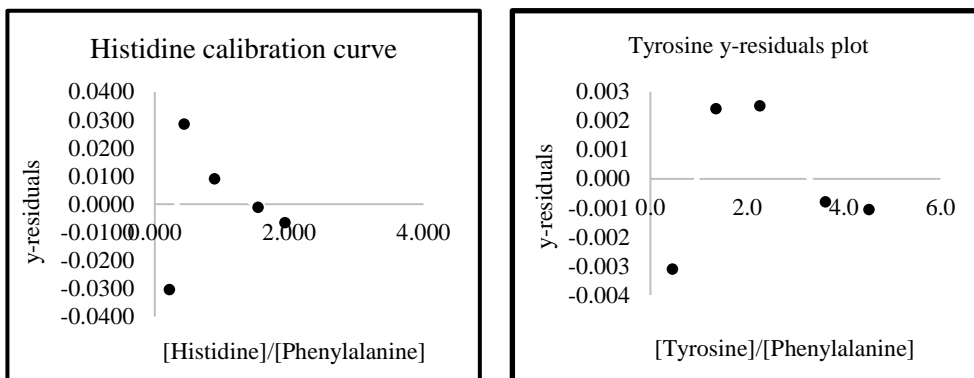 Histidine calibration curve
0.0400
0.0300
0.0200
0.0100
0.0000
-0.0100
-0.0200
-0.0300
-0.0400
0.000 2.000 4.000
y-residuals
[Histidine]/[Phenylalanine]
Tyrosine y-residuals plot
0.003
0.002
0.001
0.000
-0.001
-0.002
-0.003
-0.004
0.0 2.0 4.0 6.0
y-residuals
[Tyrosine]/[Phenylalanine]